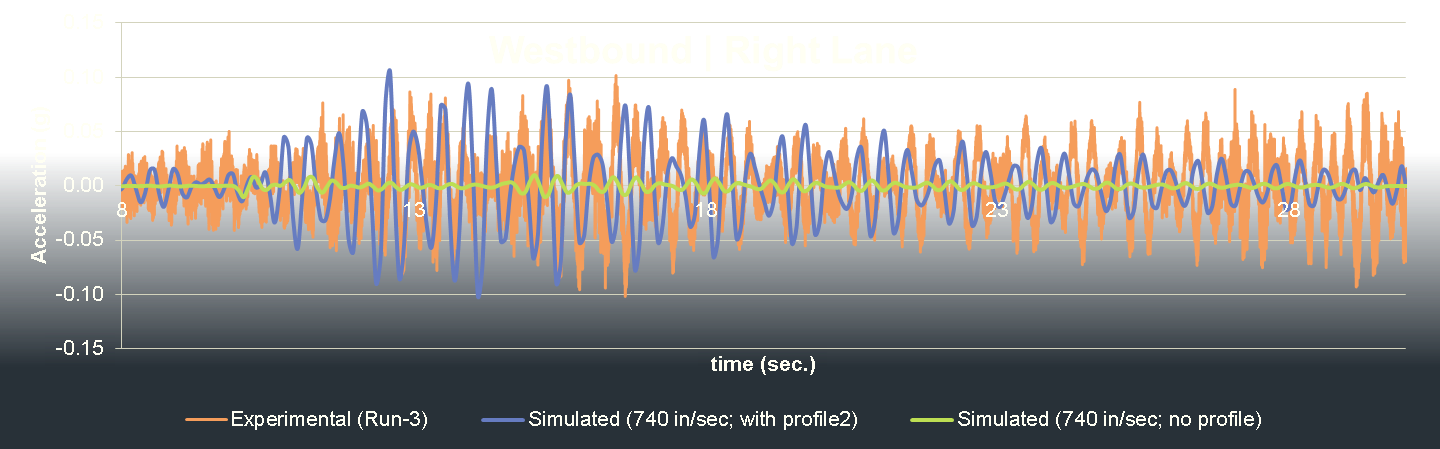 Westbound | Right Lane
0.00
-0.05
-0.10
-0.15
8 13 18 23 28
time (sec.)
Experimental (Run-3) Simulated (740 in/sec; with profile2) Simulated (740 in/sec; no profile)